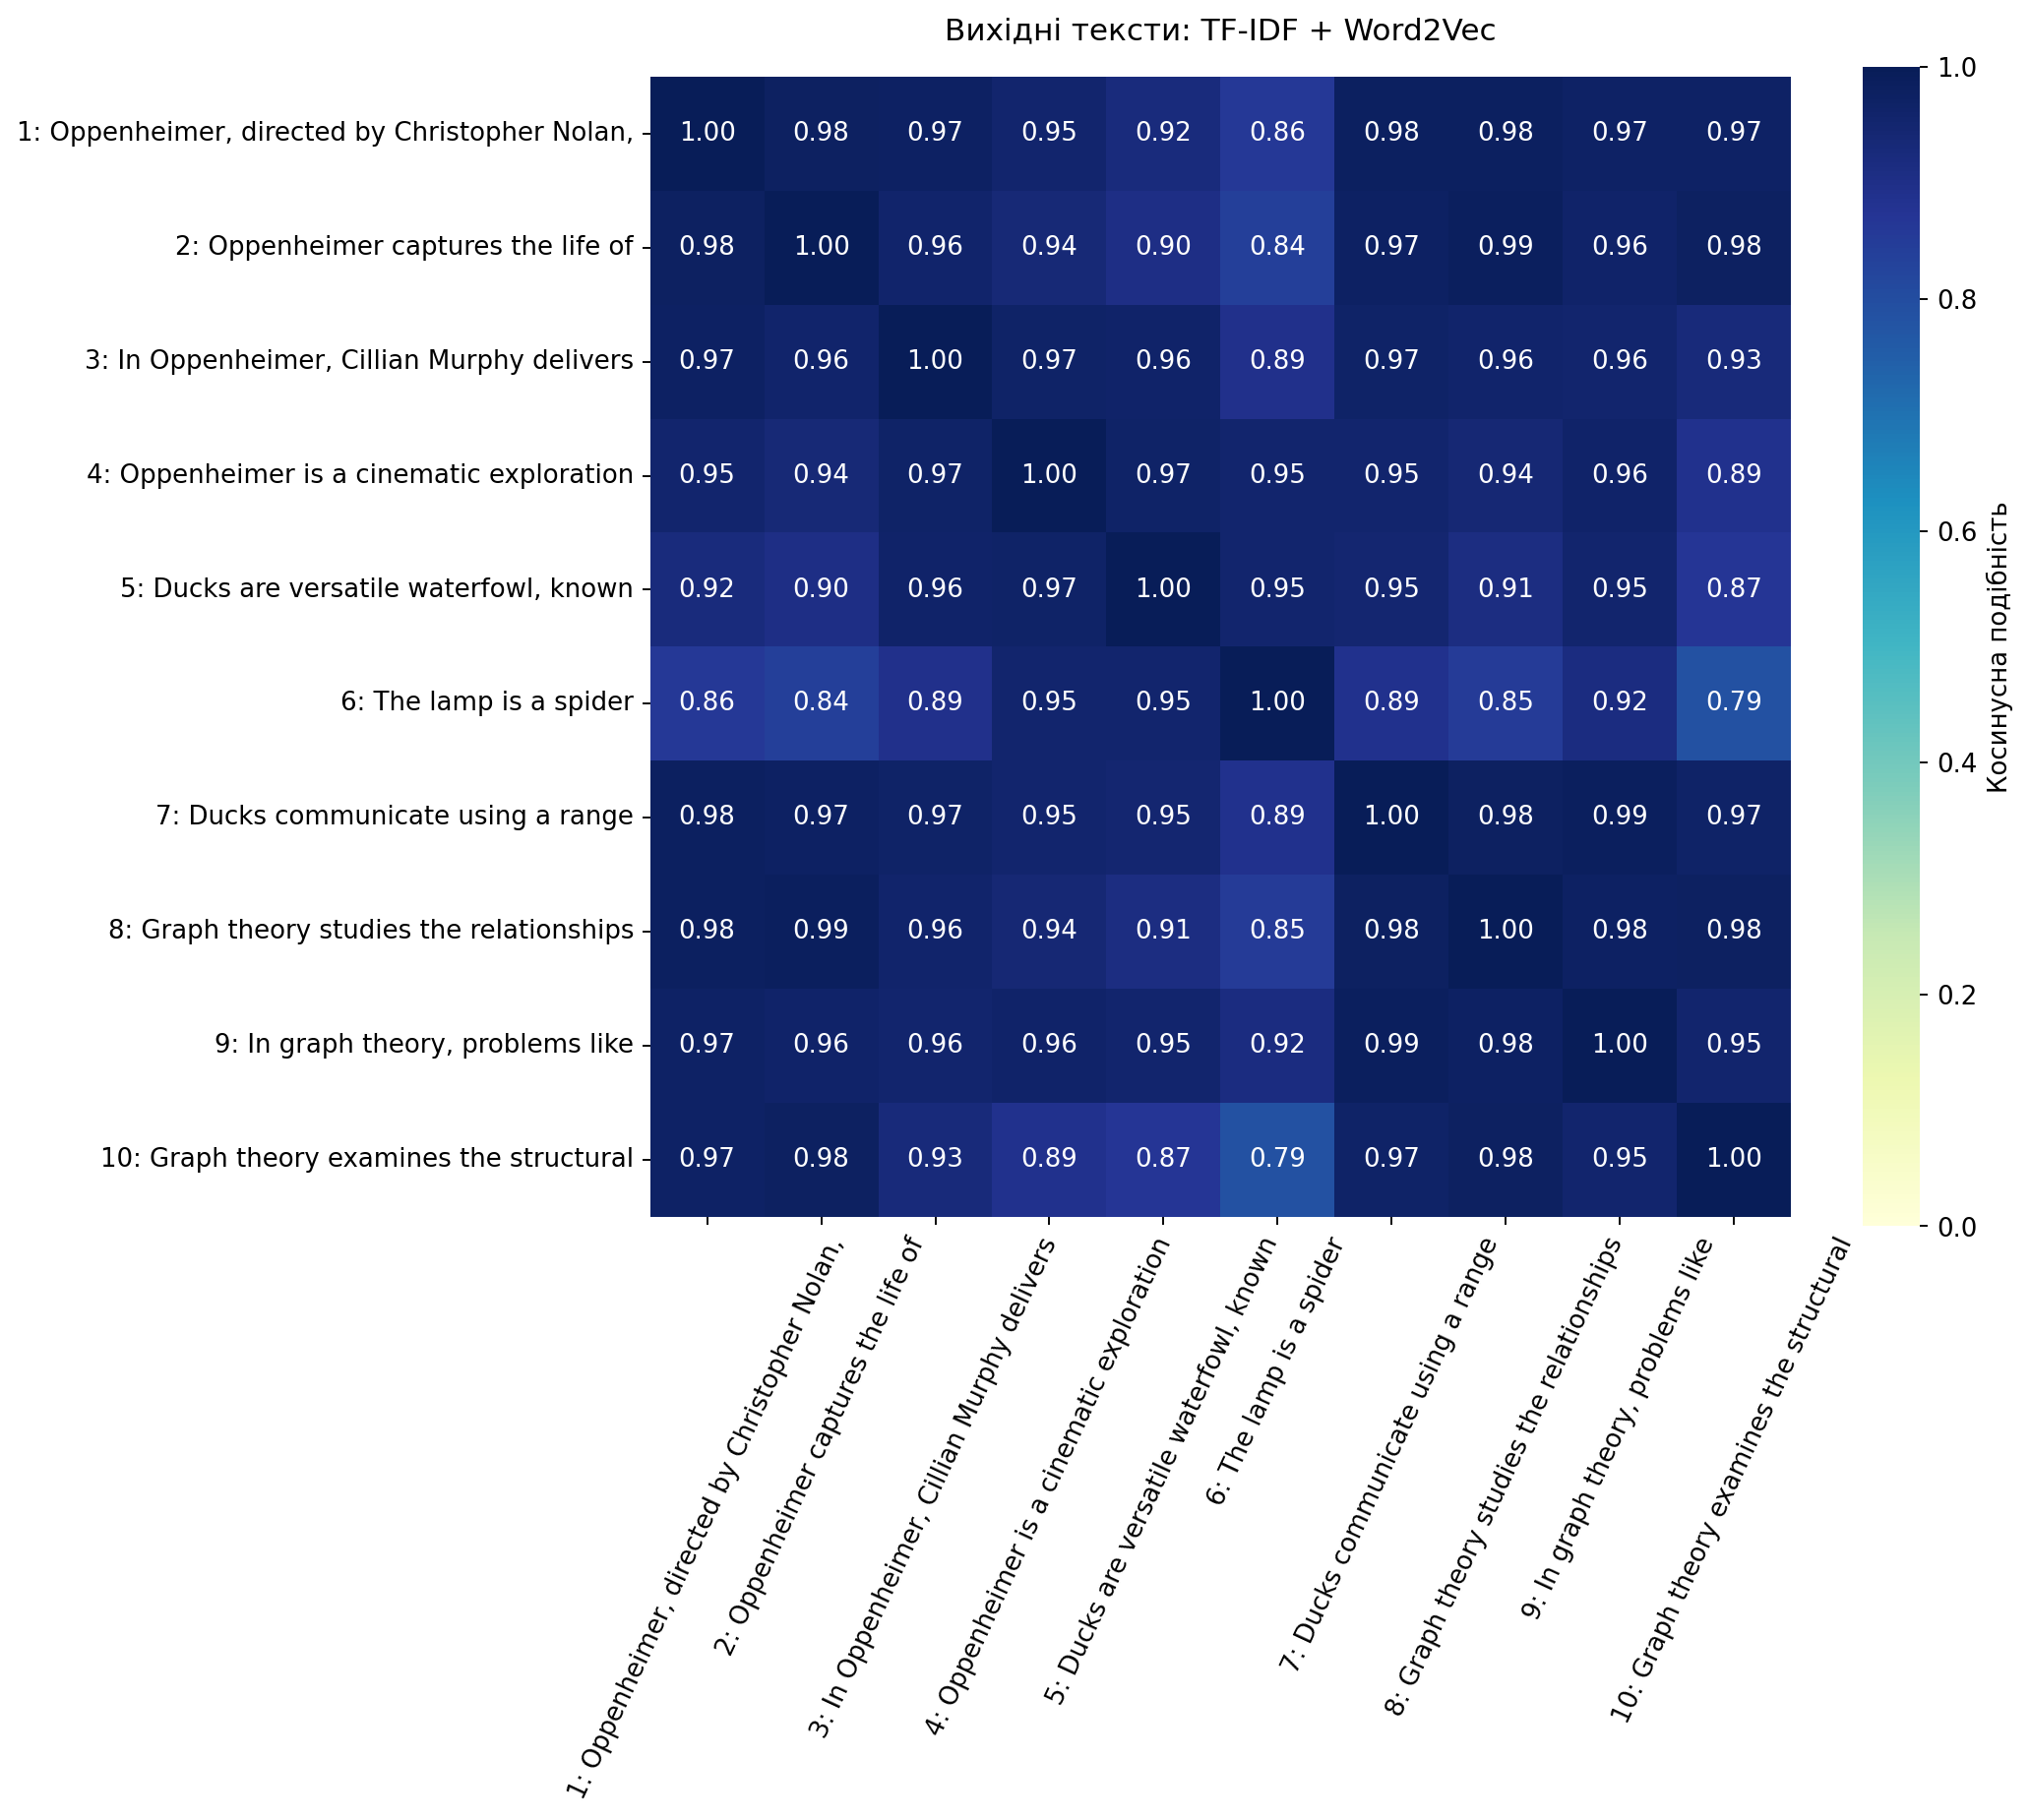 Вихідні тексти: TF-IDF + Word2Vec
1: Oppenheimer, directed by Christopher Nolan, 1.00 0.98 0.97 0.95 0.92 0.86 0.98 0.98 0.97 0.97
2: Oppenheimer captures the life of 0.98 1.00 0.96 0.94 0.90 0.84 0.97 0.99 0.96 0.98
3: In Oppenheimer, Cillian Murphy delivers 0.97 0.96 1.00 0.97 0.96 0.89 0.97 0.96 0.96 0.93
4: Oppenheimer is a cinematic exploration 0.95 0.94 0.97 1.00 0.97 0.95 0.95 0.94 0.96 0.89
5: Ducks are versatile waterfowl, known 0.92 0.90 0.96 0.97 1.00 0.95 0.95 0.91 0.95 0.87
6: The lamp is a spider 0.86 0.84 0.89 0.95 0.95 1.00 0.89 0.85 0.92 0.79
7: Ducks communicate using a range 0.98 0.97 0.97 0.95 0.95 0.89 1.00 0.98 0.99 0.97
8: Graph theory studies the relationships 0.98 0.99 0.96 0.94 0.91 0.85 0.98 1.00 0.98 0.98
9: In graph theory, problems like 0.97 0.96 0.96 0.96 0.95 0.92 0.99 0.98 1.00 0.95
10: Graph theory examines the structural 0.97 0.98 0.93 0.89 0.87 0.79 0.97 0.98 0.95 1.00
1: Oppenheimer, directed by Christopher Nolan,
2: Oppenheimer captures the life of
3: In Oppenheimer, Cillian Murphy delivers
4: Oppenheimer is a cinematic exploration
5: Ducks are versatile waterfowl, known
6: The lamp is a spider
7: Ducks communicate using a range
8: Graph theory studies the relationships
9: In graph theory, problems like
10: Graph theory examines the structural
1.0
0.8
0.6
0.4
0.2
0.0
Косинусна подібність